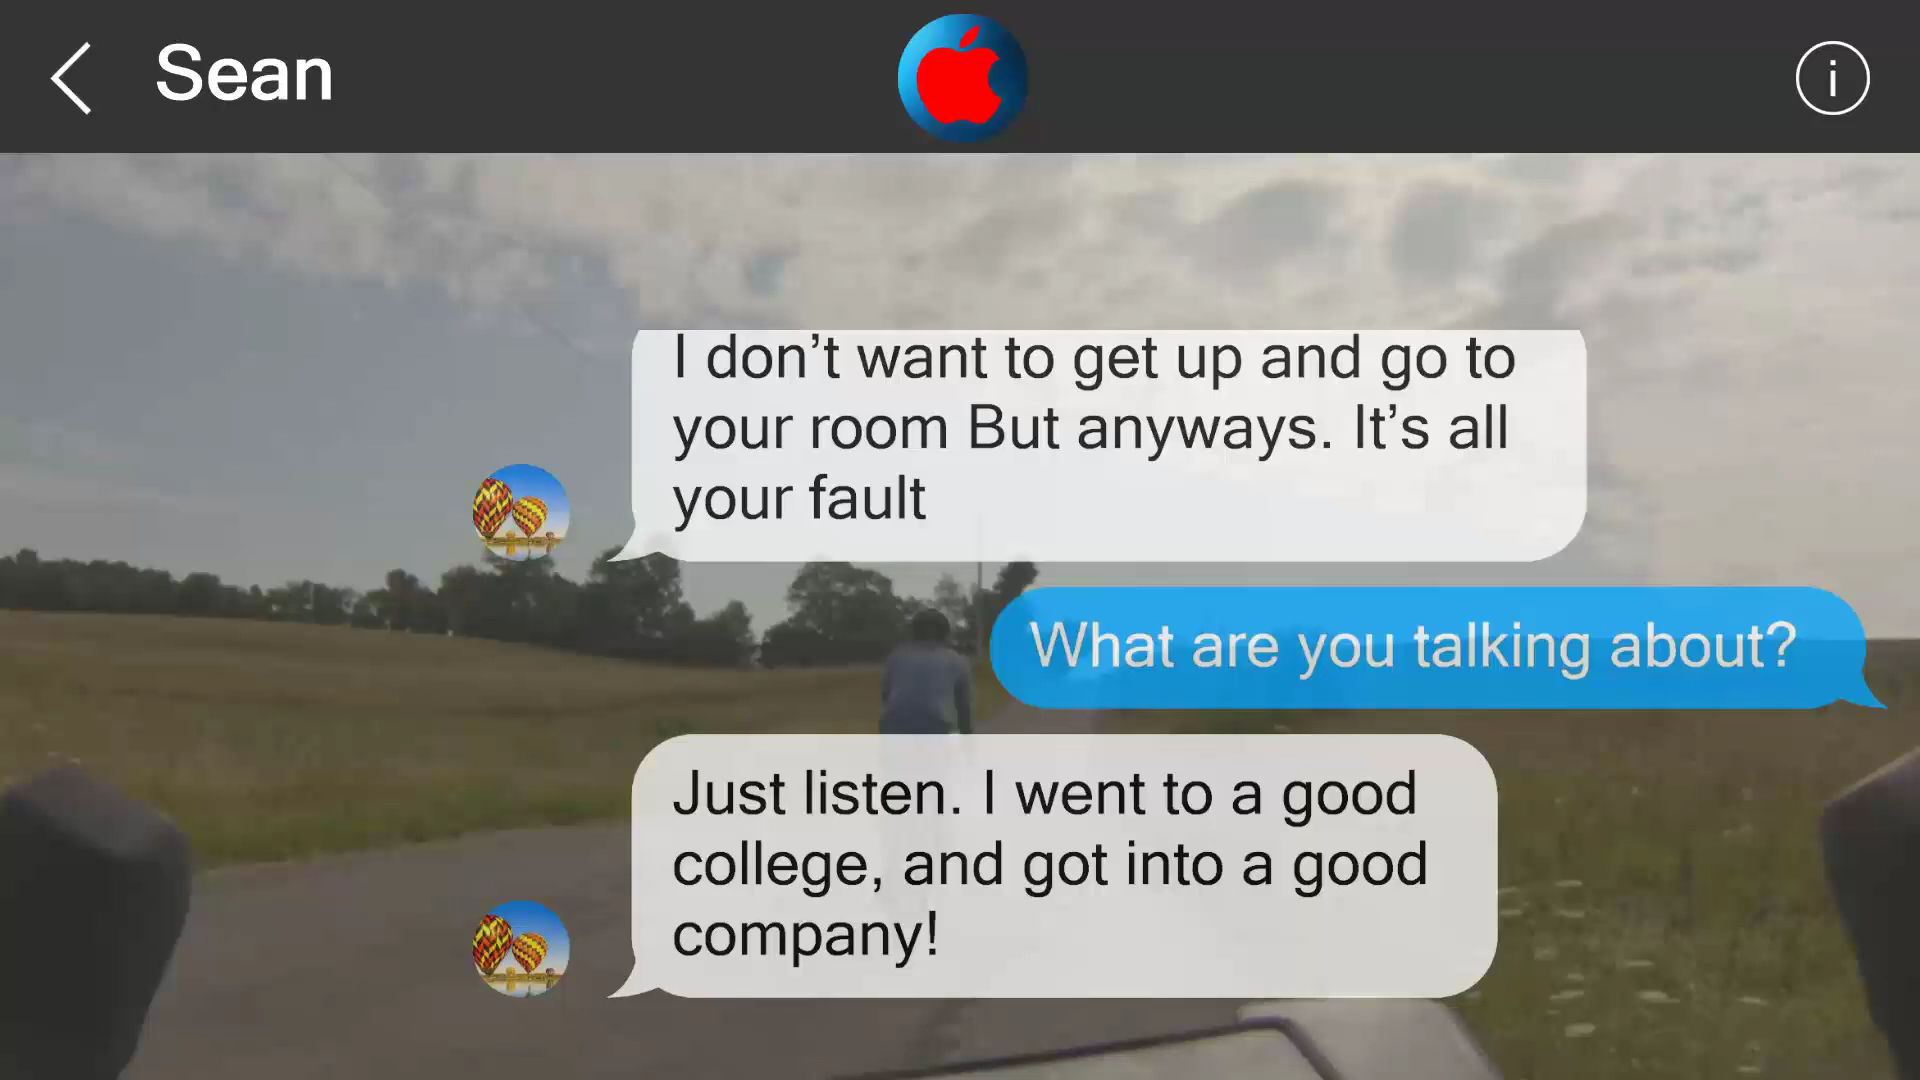 Sean
i
I don’t want to get up and go to
your room But anyways. It’s all
your fault
What are you talking about?
Just listen. I went to a good
college, and got into a good
company!